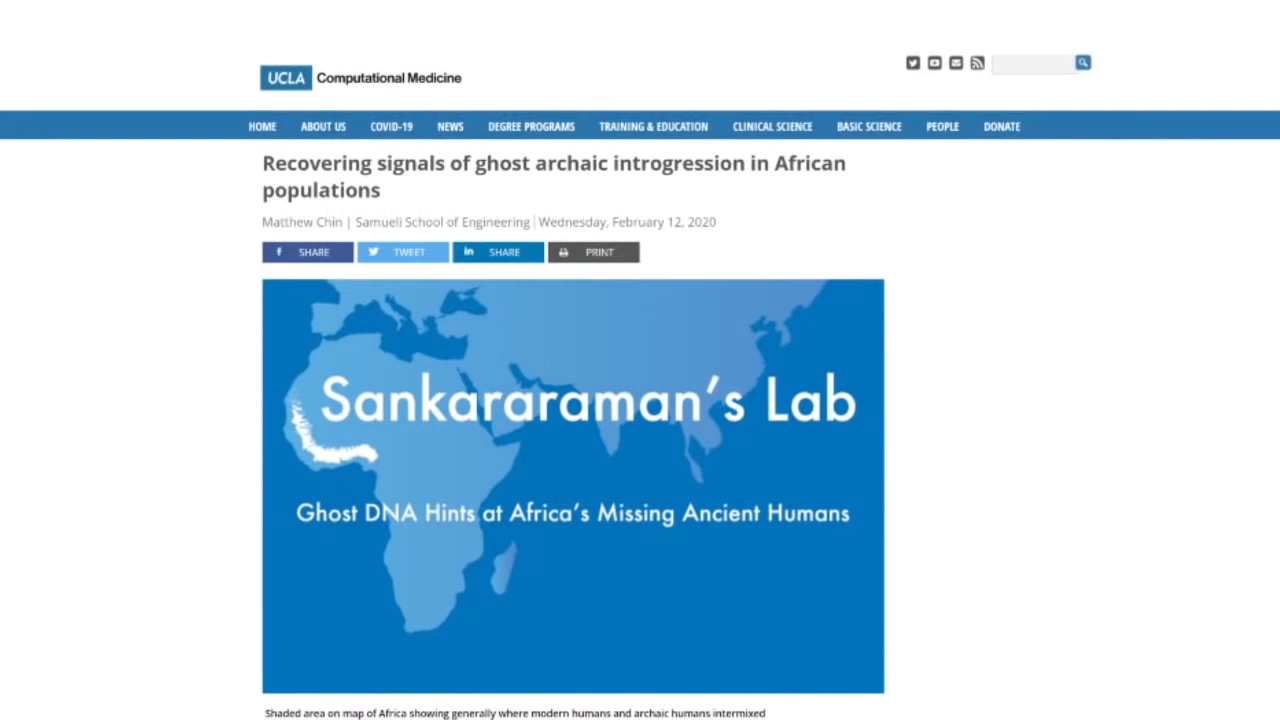 UCLA Computational Medicine
HOME ABOUT US COVID-19 NEWS DEGREE PROGRAMS TRAINING & EDUCATION CLINICAL SCIENCE BASIC SCIENCE PEOPLE DONATE
Recovering signals of ghost archaic introgression in African
populations
Matthew Chin | Samueli School of Engineering | Wednesday, February 12, 2020
SHARE TWEET SHARE PRINT
Sankararaman's Lab
Ghost DNA Hints at Africa's Missing Ancient Humans
Shaded area on map of Africa showing generally where modern humans and archaic humans intermixed